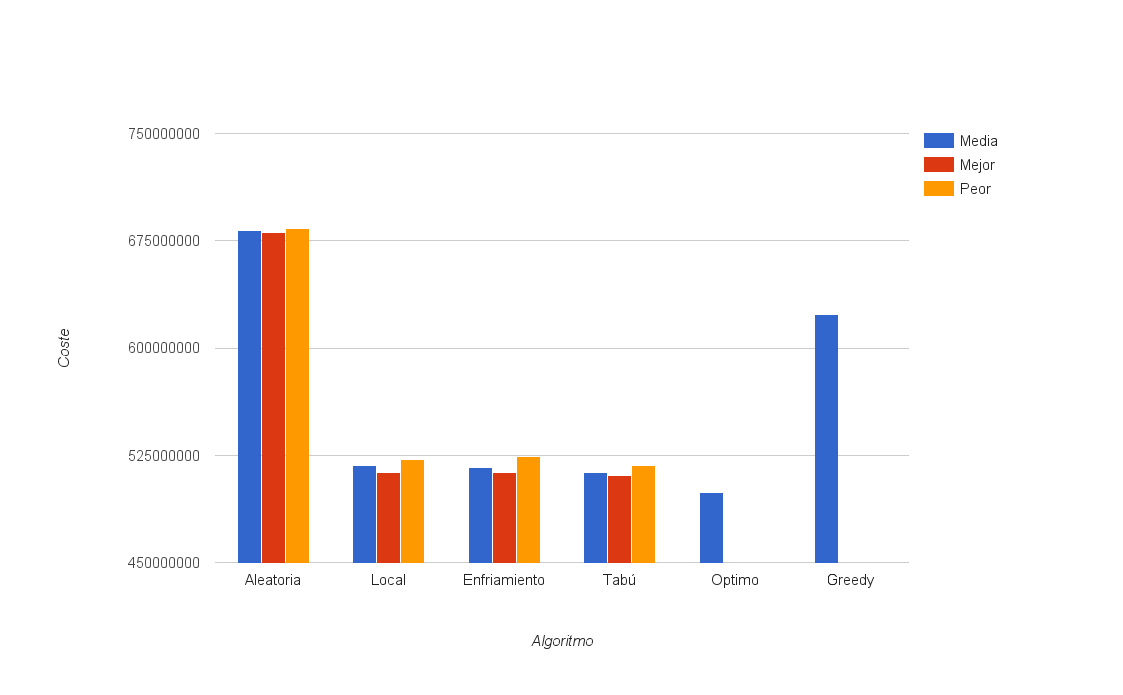 750000000
675000000
600000000
525000000
450000000
Coste
Aleatoria
Local
Enfriamiento
Tabú
Optimo
Greedy
Algoritmo
Media
Mejor
Peor